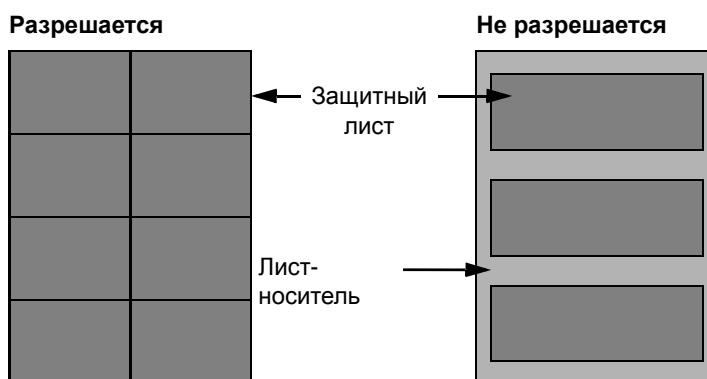 Разрешается
Не разрешается
Защитный
лист
Лист-
носитель